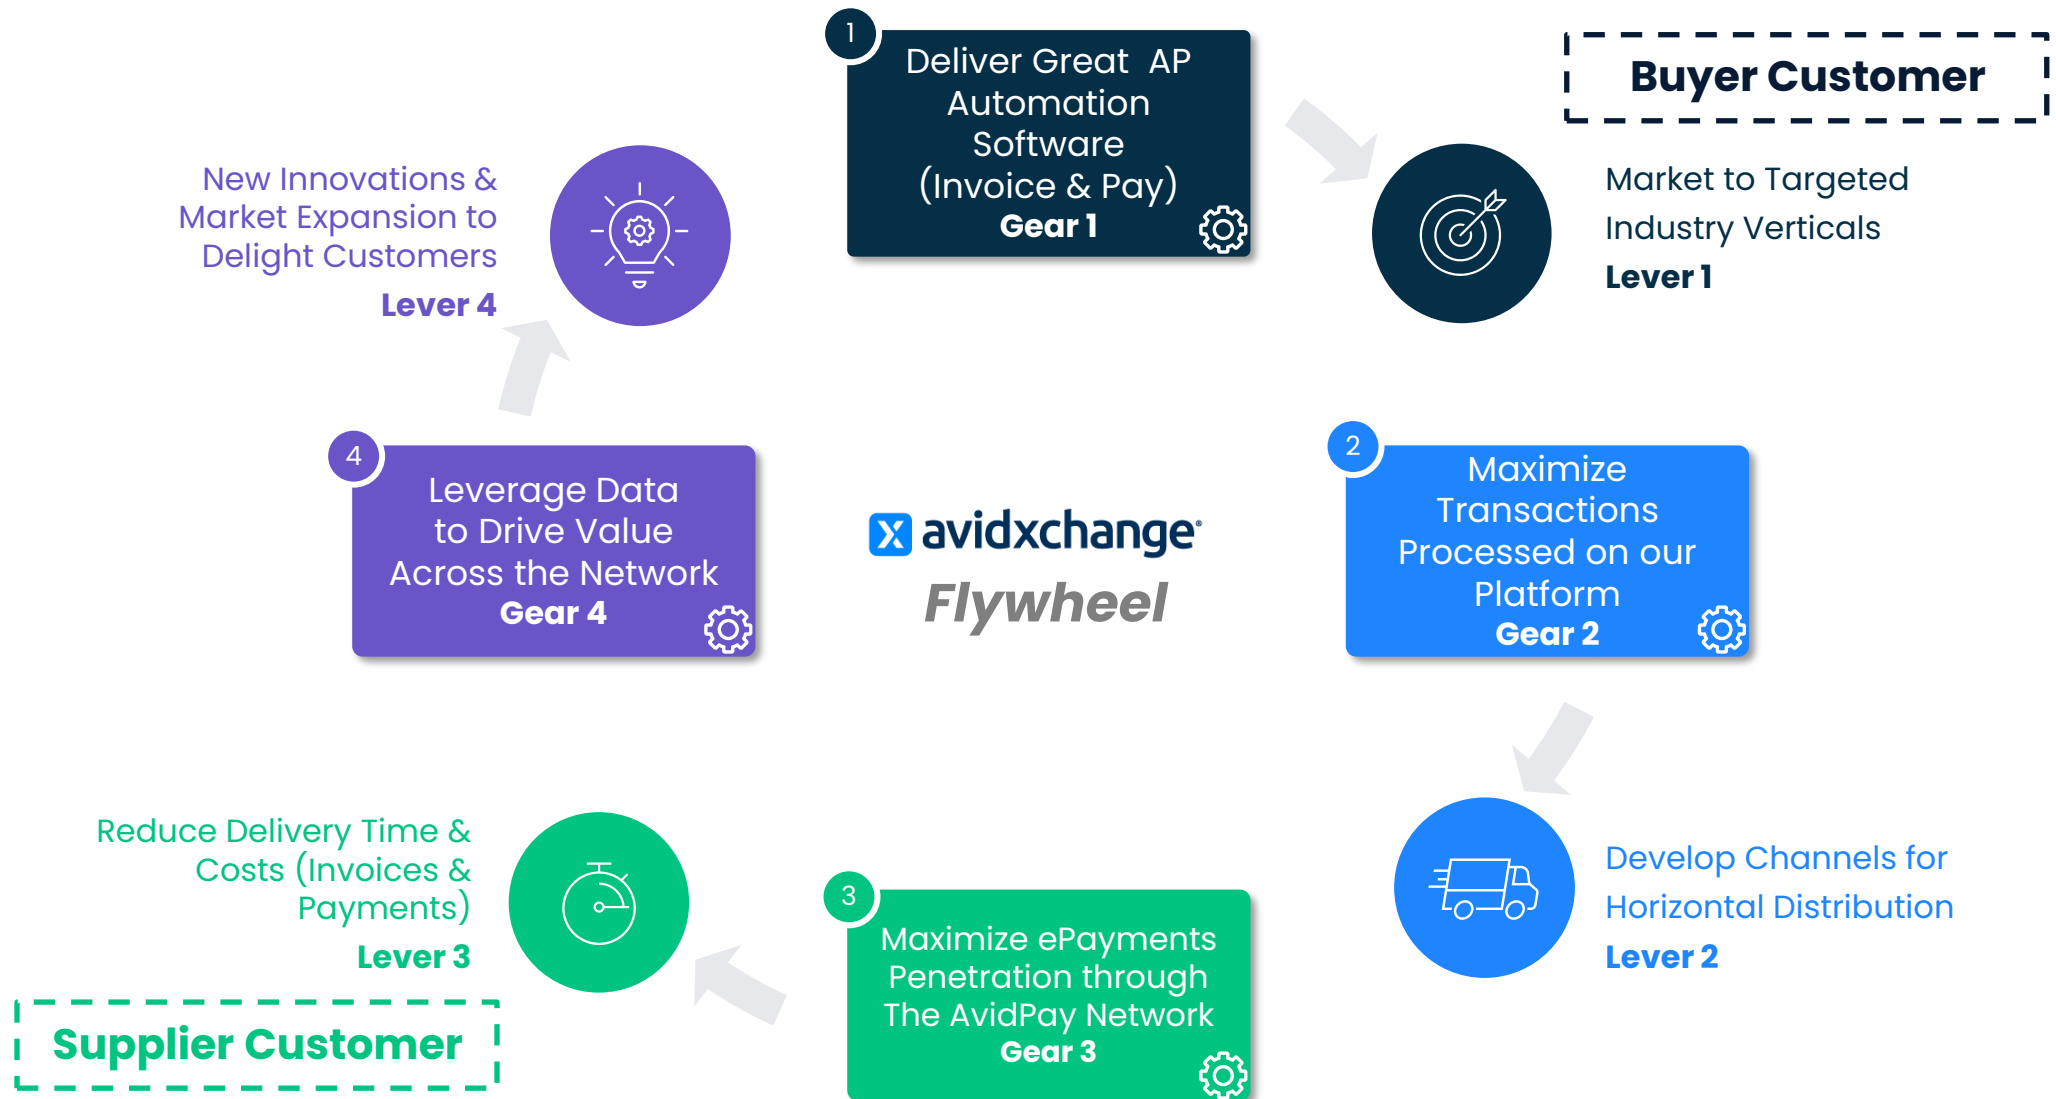 1
Deliver Great AP
Automation
Software
(Invoice & Pay)
Gear 1
Buyer Customer
Market to Targeted
Industry Verticals
Lever 1
2
Maximize
Transactions
Processed on our
Platform
Gear 2
Develop Channels for
Horizontal Distribution
Lever 2
3
Maximize ePayments
Penetration through
The AvidPay Network
Gear 3
Reduce Delivery Time &
Costs (Invoices &
Payments)
Lever 3
Supplier Customer
4
Leverage Data
to Drive Value
Across the Network
Gear 4
New Innovations &
Market Expansion to
Delight Customers
Lever 4
x avidxchange
Flywheel